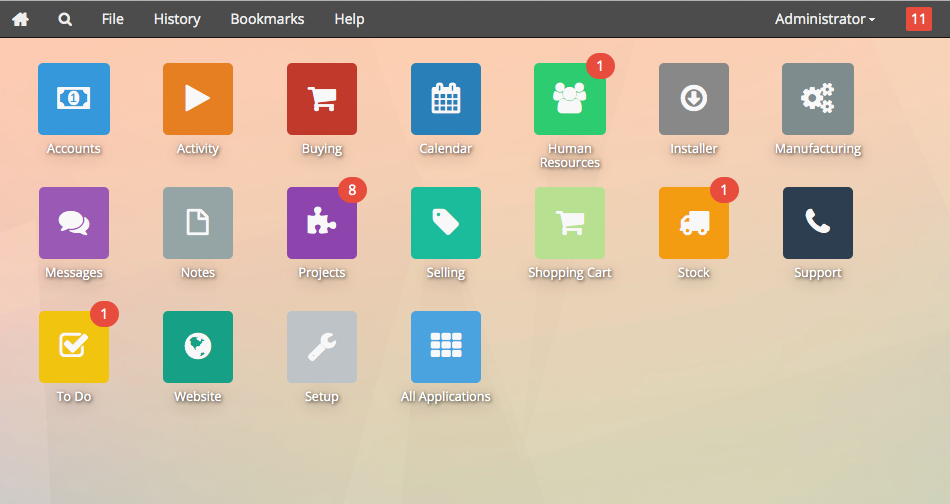 File History Bookmarks Help Administrator 11
1
1
Accounts Activity Buying Calendar Human Resources Installer Manufacturing
8 1
Messages Notes Projects Selling Shopping Cart Stock Support
1
To Do Website Setup All Applications